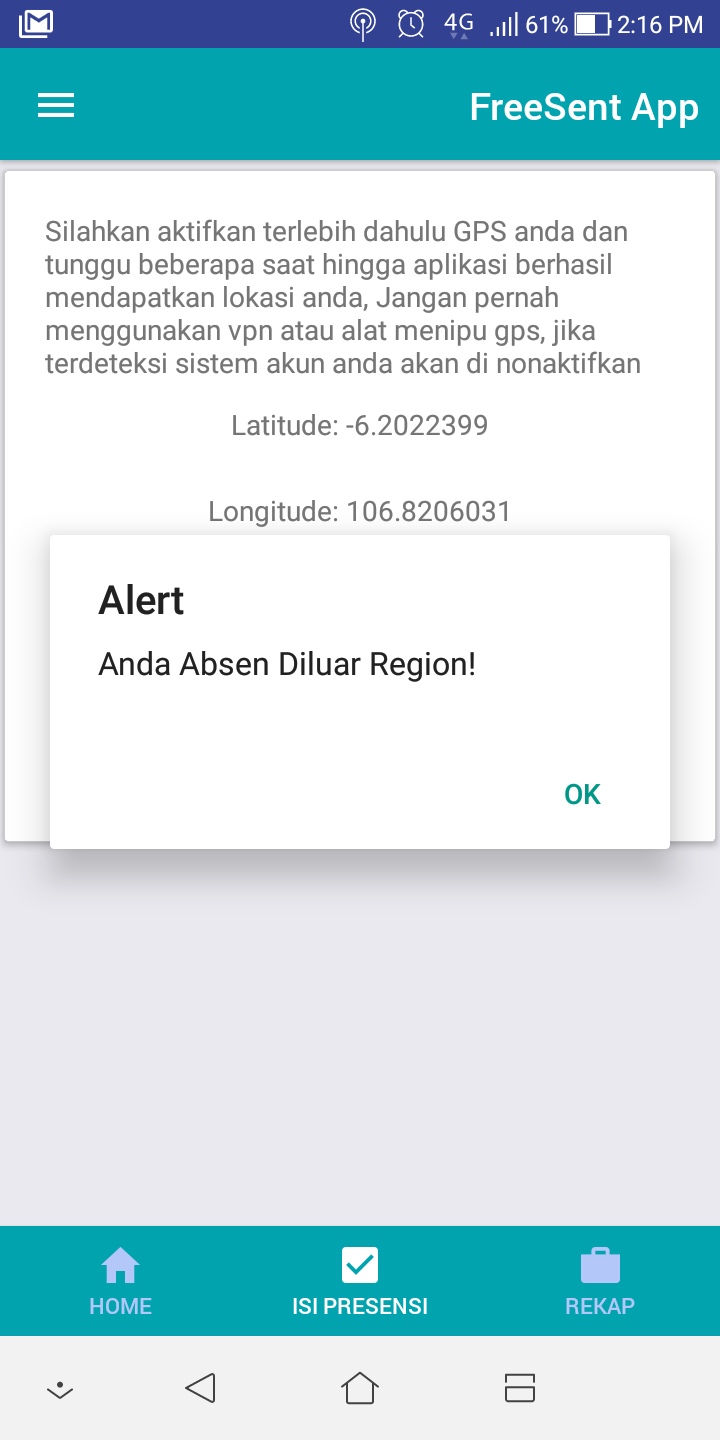 4G 61% 2:16 PM
FreeSent App
Silahkan aktifkan terlebih dahulu GPS anda dan
tunggu beberapa saat hingga aplikasi berhasil
mendapatkan lokasi anda, Jangan pernah
menggunakan vpn atau alat menipu gps, jika
terdeteksi sistem akun anda akan di nonaktifkan
Latitude: -6.2022399
Longitude: 106.8206031
Alert
Anda Absen Diluar Region!
OK
HOME ISI PRESENSI REKAP